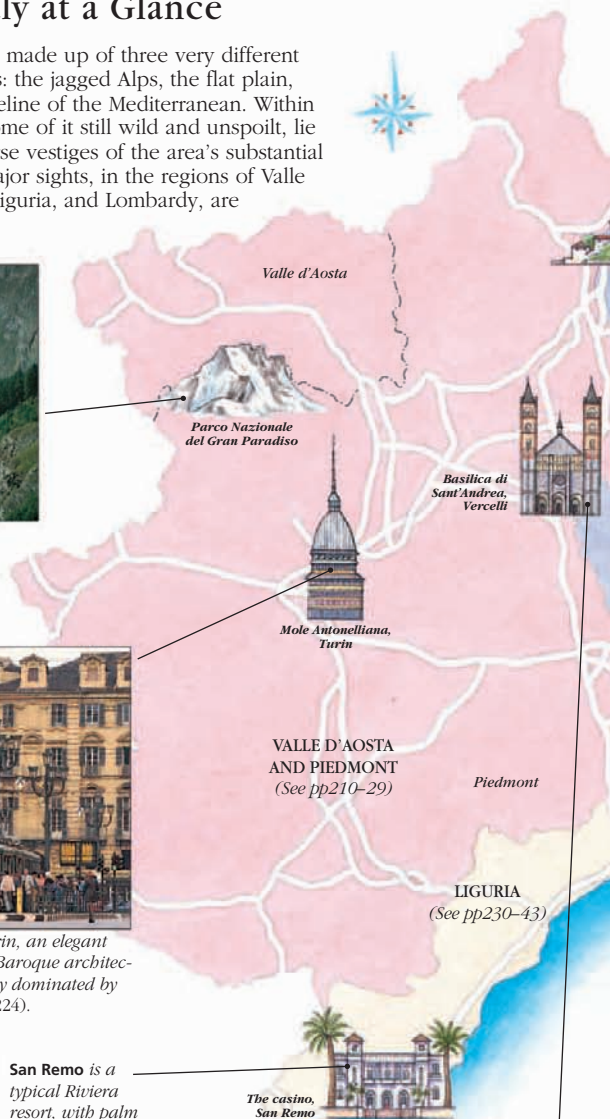 ly at a Glance
made up of three very different
s: the jagged Alps, the flat plain,
eline of the Mediterranean. Within
ome of it still wild and unspoilt, lie
rse vestiges of the area's substantial
ajor sights, in the regions of Valle
iguria, and Lombardy, are
Valle d'Aosta
Parco Nazionale
del Gran Paradiso
Basilica di
Sant'Andrea,
Vercelli
Mole Antonelliana,
Turin
VALLE D'AOSTA
AND PIEDMONT
(See pp210–29)
Piedmont
LIGURIA
(See pp230–43)
rin, an elegant
Baroque architec-
y dominated by
224).
San Remo is a
typical Riviera
resort, with palm
The casino,
San Remo